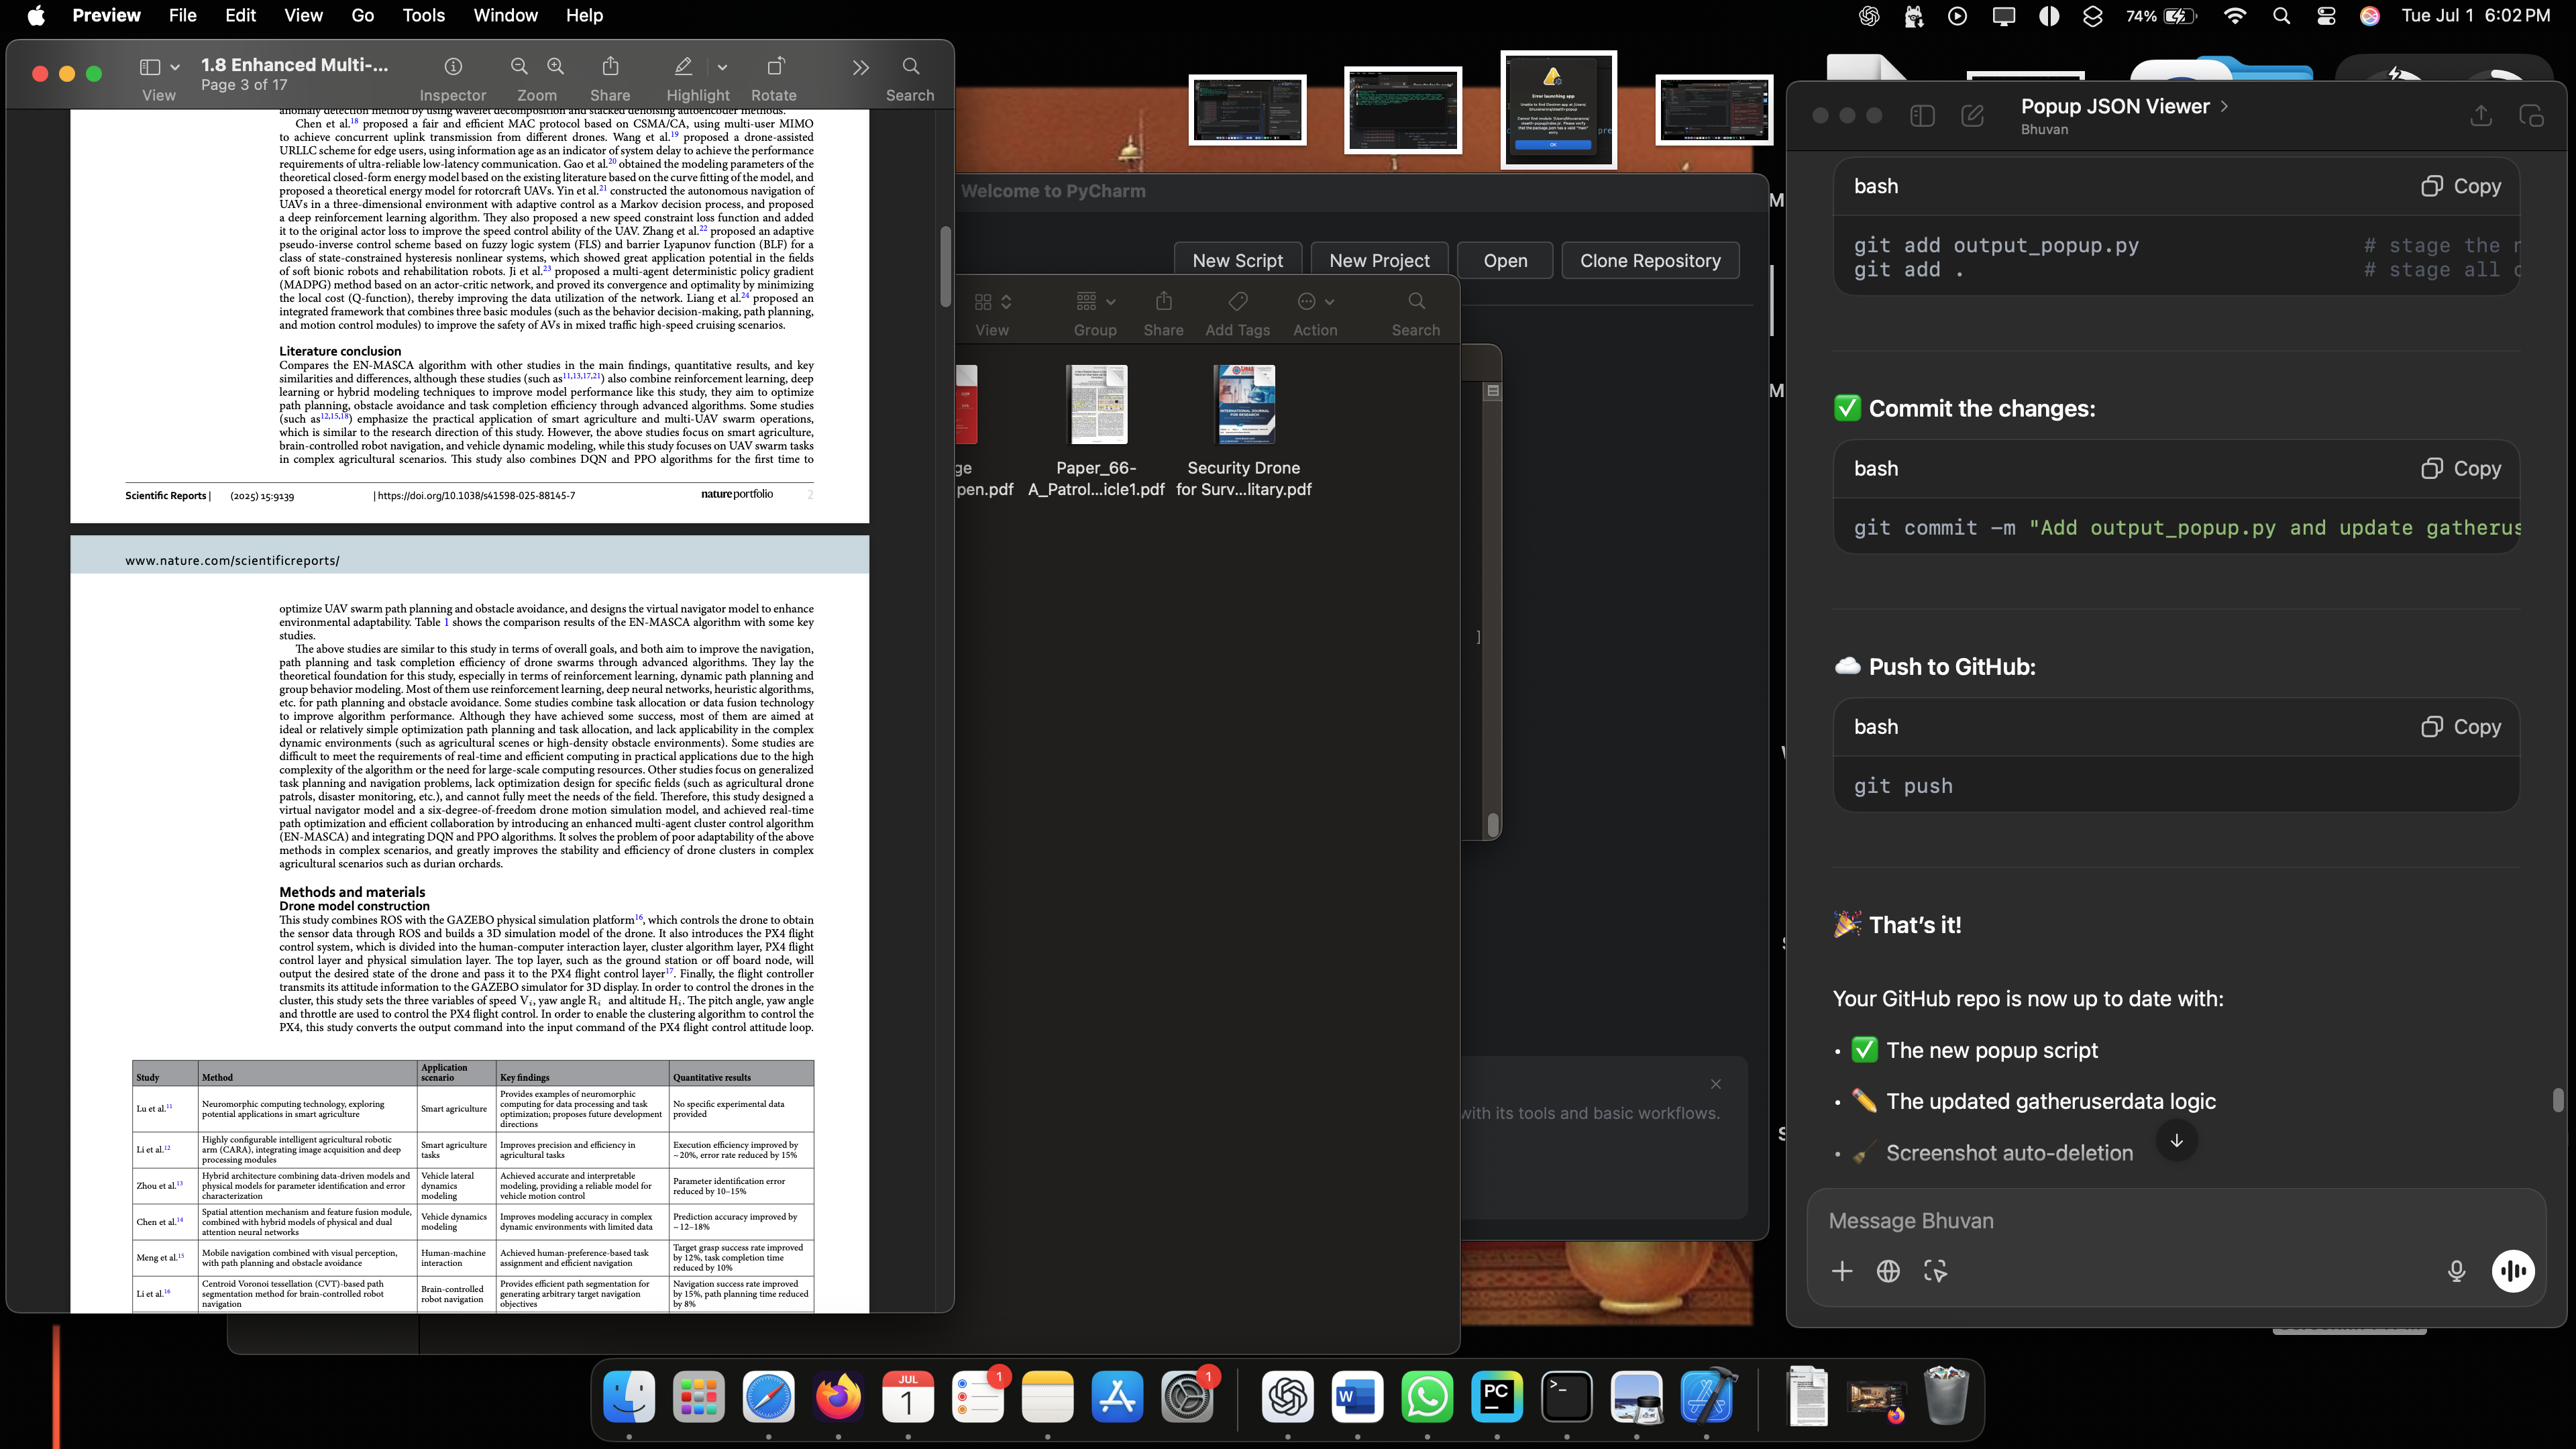 Preview File Edit View Go Tools Window Help
74%
Tue Jul 1 6:02 PM
1.8 Enhanced Multi-...
Page 3 of 17
View
Inspector
Zoom
Share
Highlight
Rotate
Search
anomaly detection method by using wavelet decomposition and stacked denoising autoencoder methods.
Chen et al.18 proposed a fair and efficient MAC protocol based on CSMA/CA, using multi-user MIMO
to achieve concurrent uplink transmission from different drones. Wang et al.19 proposed a drone-assisted
URLLC scheme for edge users, using information age as an indicator of system delay to achieve the performance
requirements of ultra-reliable low-latency communication. Gao et al.20 obtained the modeling parameters of the
theoretical closed-form energy model based on the existing literature based on the curve fitting of the model, and
proposed a theoretical energy model for rotorcraft UAVs. Yin et al.21 constructed the autonomous navigation of
UAVs in a three-dimensional environment with adaptive control as a Markov decision process, and proposed
a deep reinforcement learning algorithm. They also proposed a new speed constraint loss function and added
it to the original actor loss to improve the speed control ability of the UAV. Zhang et al.22 proposed an adaptive
pseudo-inverse control scheme based on fuzzy logic system (FLS) and barrier Lyapunov function (BLF) for a
class of state-constrained hysteresis nonlinear systems, which showed great application potential in the fields
of soft bionic robots and rehabilitation robots. Ji et al.23 proposed a multi-agent deterministic policy gradient
(MADPG) method based on an actor-critic network, and proved its convergence and optimality by minimizing
the local cost (Q-function), thereby improving the data utilization of the network. Liang et al.24 proposed an
integrated framework that combines three basic modules (such as the behavior decision-making, path planning,
and motion control modules) to improve the safety of AVs in mixed traffic high-speed cruising scenarios.
Literature conclusion
Compares the EN-MASCA algorithm with other studies in the main findings, quantitative results, and key
similarities and differences, although these studies (such as11,13,17,21) also combine reinforcement learning, deep
learning or hybrid modeling techniques to improve model performance like this study, they aim to optimize
path planning, obstacle avoidance and task completion efficiency through advanced algorithms. Some studies
(such as12,15,18) emphasize the practical application of smart agriculture and multi-UAV swarm operations,
which is similar to the research direction of this study. However, the above studies focus on smart agriculture,
brain-controlled robot navigation, and vehicle dynamic modeling, while this study focuses on UAV swarm tasks
in complex agricultural scenarios. This study also combines DQN and PPO algorithms for the first time to
Scientific Reports | (2025) 15:9139 | https://doi.org/10.1038/s41598-025-88145-7 nature portfolio 2
www.nature.com/scientificreports/
optimize UAV swarm path planning and obstacle avoidance, and designs the virtual navigator model to enhance
environmental adaptability. Table 1 shows the comparison results of the EN-MASCA algorithm with some key
studies.
The above studies are similar to this study in terms of overall goals, and both aim to improve the navigation,
path planning and task completion efficiency of drone swarms through advanced algorithms. They lay the
theoretical foundation for this study, especially in terms of reinforcement learning, dynamic path planning and
group behavior modeling. Most of them use reinforcement learning, deep neural networks, heuristic algorithms,
etc. for path planning and obstacle avoidance. Some studies combine task allocation or data fusion technology
to improve algorithm performance. Although they have achieved some success, most of them are aimed at
ideal or relatively simple optimization path planning and task allocation, and lack applicability in the complex
dynamic environments (such as agricultural scenes or high-density obstacle environments). Some studies are
difficult to meet the requirements of real-time and efficient computing in practical applications due to the high
complexity of the algorithm or the need for large-scale computing resources. Other studies focus on generalized
task planning and navigation problems, lack optimization design for specific fields (such as agricultural drone
patrols, disaster monitoring, etc.), and cannot fully meet the needs of the field. Therefore, this study designed a
virtual navigator model and a six-degree-of-freedom drone motion simulation model, and achieved real-time
path optimization and efficient collaboration by introducing an enhanced multi-agent cluster control algorithm
(EN-MASCA) and integrating DQN and PPO algorithms. It solves the problem of poor adaptability of the above
methods in complex scenarios, and greatly improves the stability and efficiency of drone clusters in complex
agricultural scenarios such as durian orchards.
Methods and materials
Drone model construction
This study combines ROS with the GAZEBO physical simulation platform16, which controls the drone to obtain
the sensor data through ROS and builds a 3D simulation model of the drone. It also introduces the PX4 flight
control system, which is divided into the human-computer interaction layer, cluster algorithm layer, PX4 flight
control layer and physical simulation layer. The top layer, such as the ground station or off board node, will
output the desired state of the drone and pass it to the PX4 flight control layer17. Finally, the flight controller
transmits its attitude information to the GAZEBO simulator for 3D display. In order to control the drones in the
cluster, this study sets the three variables of speed Vi, yaw angle Ri and altitude Hi. The pitch angle, yaw angle
and throttle are used to control the PX4 flight control. In order to enable the clustering algorithm to control the
PX4, this study converts the output command into the input command of the PX4 flight control attitude loop.
Study Method Application scenario Key findings Quantitative results
Lu et al.11 Neuromorphic computing technology, exploring potential applications in smart agriculture Smart agriculture Provides examples of neuromorphic computing for data processing and task optimization; proposes future development directions No specific experimental data provided
Li et al.12 Highly configurable intelligent agricultural robotic arm (CARA), integrating image acquisition and deep processing modules Smart agriculture tasks Improves precision and efficiency in agricultural tasks Execution efficiency improved by ~20%, error rate reduced by 15%
Zhou et al.13 Hybrid architecture combining data-driven models and physical models for parameter identification and error characterization Vehicle lateral dynamics modeling Achieved accurate and interpretable modeling, providing a reliable model for vehicle motion control Parameter identification error reduced by 10–15%
Chen et al.14 Spatial attention mechanism and feature fusion module, combined with hybrid models of physical and dual attention neural networks Vehicle dynamics modeling Improves modeling accuracy in complex dynamic environments with limited data Prediction accuracy improved by ~12–18%
Meng et al.15 Mobile navigation combined with visual perception, with path planning and obstacle avoidance Human-machine interaction Achieved human-preference-based task assignment and efficient navigation Target grasp success rate improved by 12%, task completion time reduced by 10%
Li et al.16 Centroid Voronoi tessellation (CVT)-based path segmentation method for brain-controlled robot navigation Brain-controlled robot navigation Provides efficient path segmentation for generating arbitrary target navigation objectives Navigation success rate improved by 15%, path planning time reduced by 8%
Error launching app
OK
Welcome to PyCharm
New Script New Project Open Clone Repository
View Group Share Add Tags Action Search
ge
pen.pdf
Paper_66-
A_Patrol...icle1.pdf
Security Drone
for Surv...litary.pdf
INTERNATIONAL JOURNAL
FOR RESEARCH
]
with its tools and basic workflows.
M
M
Popup JSON Viewer
Bhuvan
bash Copy
git add output_popup.py # stage the
git add . # stage all
✅ Commit the changes:
bash Copy
git commit -m "Add output_popup.py and update gatherus
☁️ Push to GitHub:
bash Copy
git push
🎉 That's it!
Your GitHub repo is now up to date with:
• ✅ The new popup script
• ✏️ The updated gatheruserdata logic
• 🧹 Screenshot auto-deletion
Message Bhuvan
JUL
1
1
1
W
PC